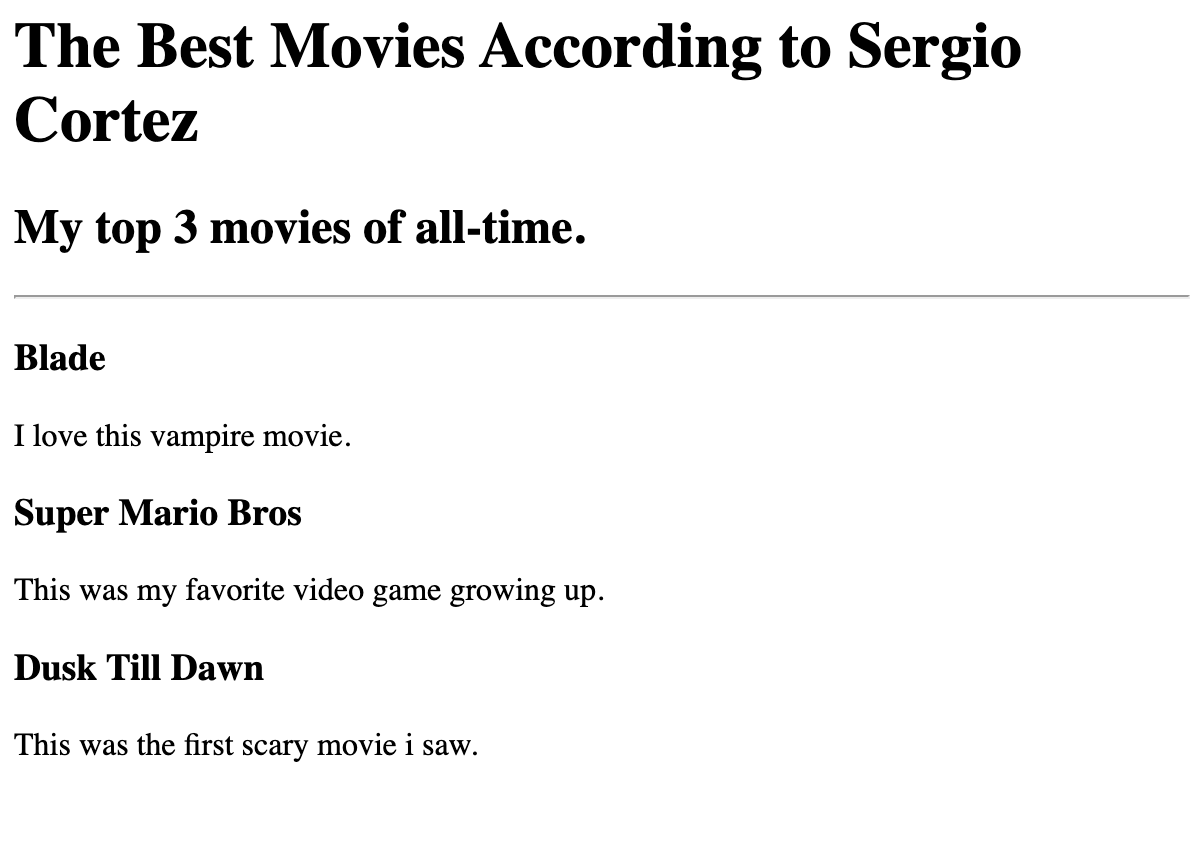 The Best Movies According to Sergio
Cortez
My top 3 movies of all-time.
Blade
I love this vampire movie.
Super Mario Bros
This was my favorite video game growing up.
Dusk Till Dawn
This was the first scary movie i saw.